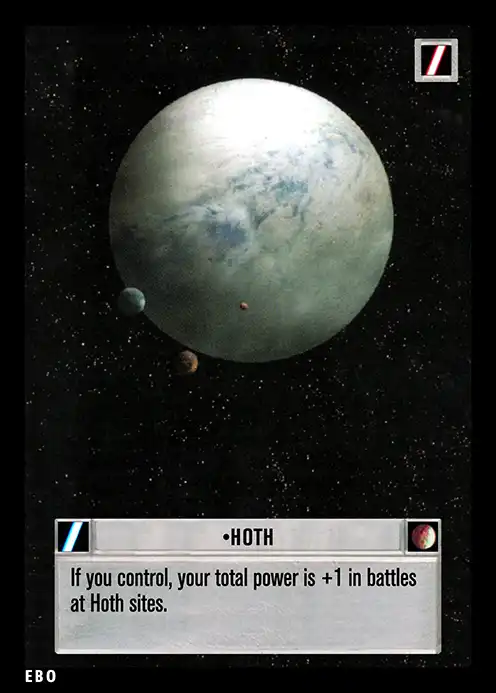 •HOTH
If you control, your total power is +1 in battles
at Hoth sites.
EBO